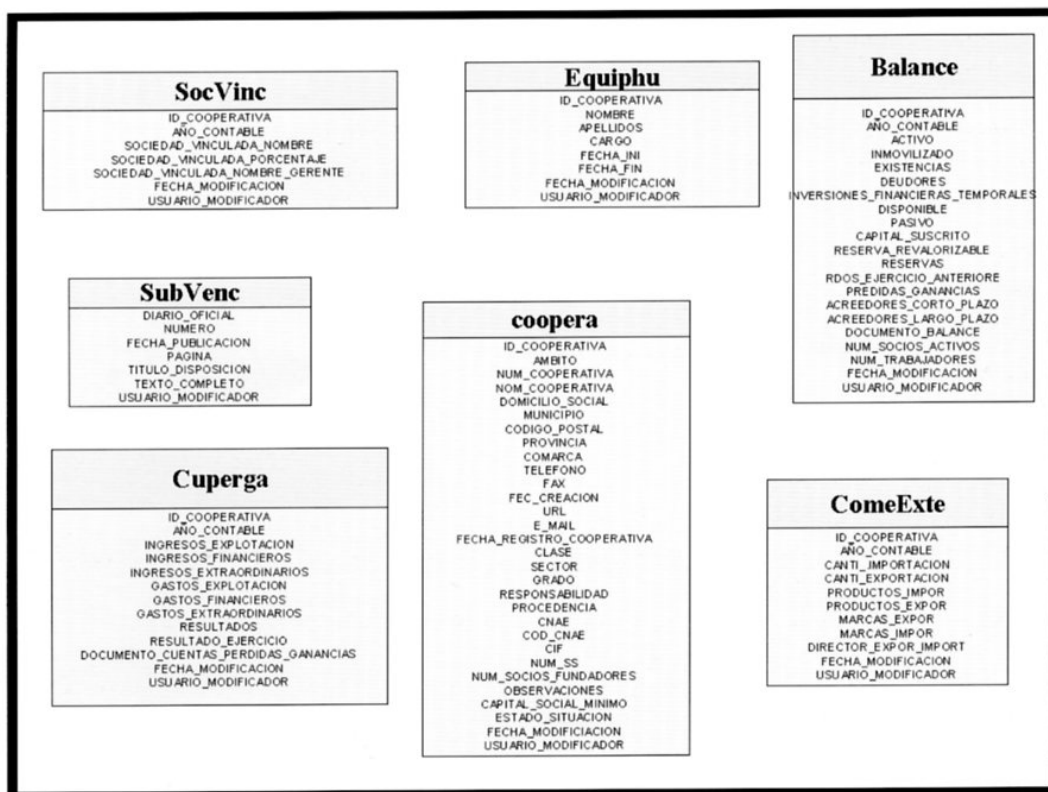 SocVinc
ID_COOPERATIVA
AÑO_CONTABLE
SOCIEDAD_VINCULADA_NOMBRE
SOCIEDAD_VINCULADA_PORCENTAJE
SOCIEDAD_VINCULADA_NOMBRE_GERENTE
FECHA_MODIFICACION
USUARIO_MODIFICADOR
Equiphu
ID_COOPERATIVA
NOMBRE
APELLIDOS
CARGO
FECHA_INI
FECHA_FIN
FECHA_MODIFICACION
USUARIO_MODIFICADOR
Balance
ID_COOPERATIVA
AÑO_CONTABLE
ACTIVO
INMOVILIZADO
EXISTENCIAS
DEUDORES
INVERSIONES_FINANCIERAS_TEMPORALES
DISPONIBLE
PASIVO
CAPITAL_SUSCRITO
RESERVA_REVALORIZABLE
RESERVAS
RDOS_EJERCICIO_ANTERIORE
PREDIDAS_GANANCIAS
ACREEDORES_CORTO_PLAZO
ACREEDORES_LARGO_PLAZO
DOCUMENTO_BALANCE
NUM_SOCIOS_ACTIVOS
NUM_TRABAJADORES
FECHA_MODIFICACION
USUARIO_MODIFICADOR
SubVenc
DIARIO_OFICIAL
NUMERO
FECHA_PUBLICACION
PAGINA
TITULO_DISPOSICION
TEXTO_COMPLETO
USUARIO_MODIFICADOR
coopera
ID_COOPERATIVA
AMBITO
NUM_COOPERATIVA
NOM_COOPERATIVA
DOMICILIO_SOCIAL
MUNICIPIO
CODIGO_POSTAL
PROVINCIA
COMARCA
TELEFONO
FAX
FEC_CREACION
URL
E_MAIL
FECHA_REGISTRO_COOPERATIVA
CLASE
SECTOR
GRADO
RESPONSABILIDAD
PROCEDENCIA
CNAE
COD_CNAE
CIF
NUM_SS
NUM_SOCIOS_FUNDADORES
OBSERVACIONES
CAPITAL_SOCIAL_MINIMO
ESTADO_SITUACION
FECHA_MODIFICIACION
USUARIO_MODIFICADOR
Cuperga
ID_COOPERATIVA
AÑO_CONTABLE
INGRESOS_EXPLOTACION
INGRESOS_FINANCIEROS
INGRESOS_EXTRAORDINARIOS
GASTOS_EXPLOTACION
GASTOS_FINANCIEROS
GASTOS_EXTRAORDINARIOS
RESULTADOS
RESULTADO_EJERCICIO
DOCUMENTO_CUENTAS_PERDIDAS_GANANCIAS
FECHA_MODIFICACION
USUARIO_MODIFICADOR
ComeExte
ID_COOPERATIVA
AÑO_CONTABLE
CANTI_IMPORTACION
CANTI_EXPORTACION
PRODUCTOS_IMPOR
PRODUCTOS_EXPOR
MARCAS_EXPOR
MARCAS_IMPOR
DIRECTOR_EXPOR_IMPORT
FECHA_MODIFICACION
USUARIO_MODIFICADOR